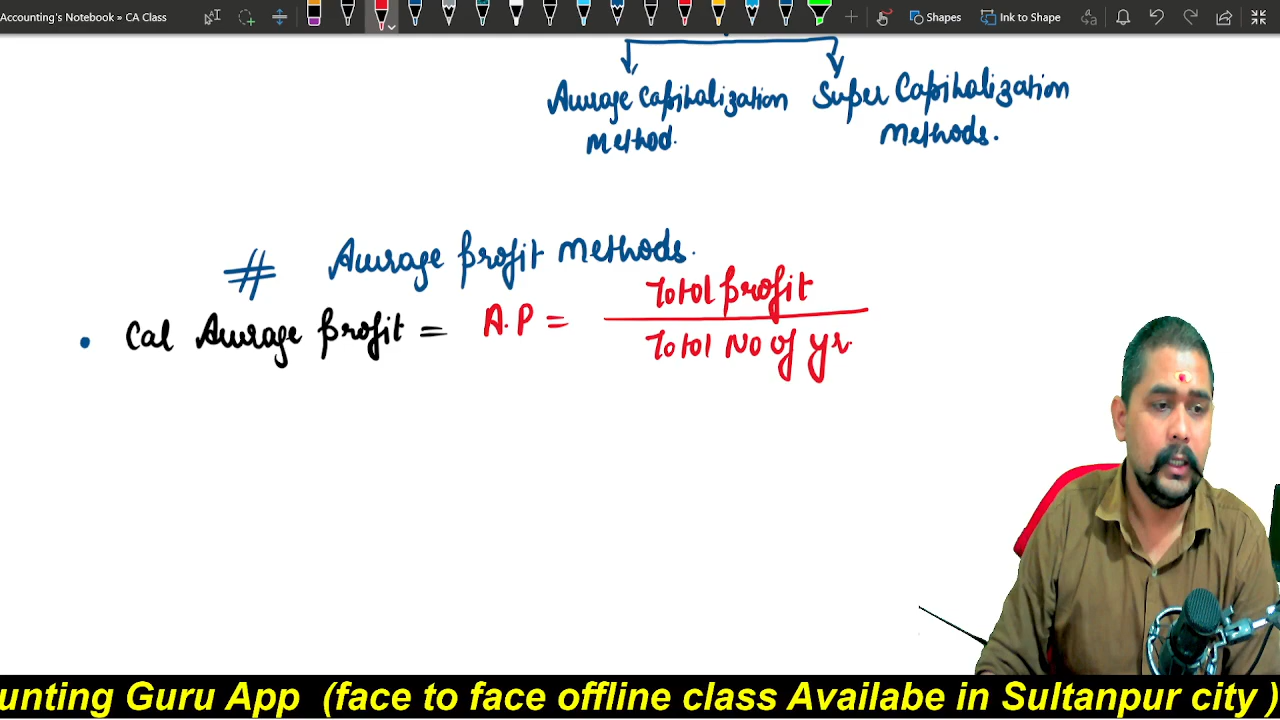 Accounting's Notebook » CA Class
Shapes
Ink to Shape
Average Capitalization Super Capitalization
Method. Methods.
# Average profit Methods.
• Cal Average profit = A.P = Total profit
Total No of yr.
ounting Guru App (face to face offline class Availabe in Sultanpur city )